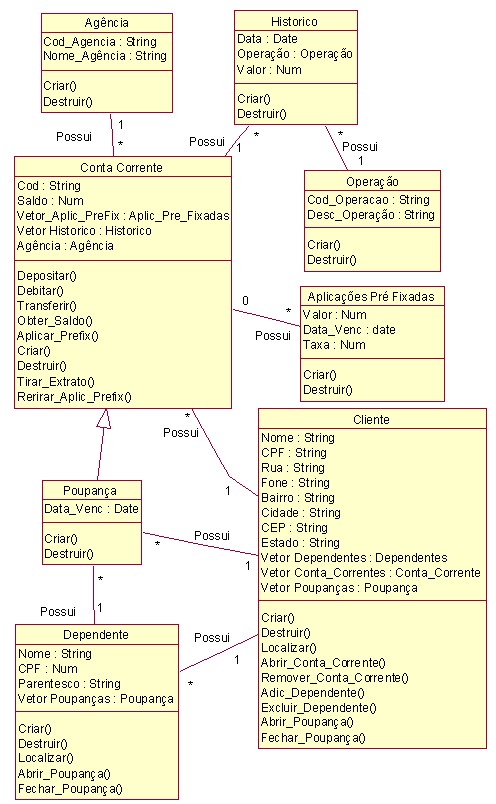 Agência
Cod_Agencia : String
Nome_Agência : String
Criar()
Destruir()
Historico
Data : Date
Operação : Operação
Valor : Num
Criar()
Destruir()
1
Possui
*
Possui
1
*
*
Possui
1
Conta Corrente
Cod : String
Saldo : Num
Vetor_Aplic_PreFix : Aplic_Pre_Fixadas
Vetor Historico : Historico
Agência : Agência
Depositar()
Debitar()
Transferir()
Obter_Saldo()
Aplicar_Prefix()
Criar()
Destruir()
Tirar_Extrato()
Rerirar_Aplic_Prefix()
Operação
Cod_Operacao : String
Desc_Operação : String
Criar()
Destruir()
0
*
Possui
Aplicações Pré Fixadas
Valor : Num
Data_Venc : date
Taxa : Num
Criar()
Destruir()
*
Possui
1
Cliente
Nome : String
CPF : String
Rua : String
Fone : String
Bairro : String
Cidade : String
CEP : String
Estado : String
Vetor Dependentes : Dependentes
Vetor Conta_Correntes : Conta_Corrente
Vetor Poupanças : Poupança
Criar()
Destruir()
Localizar()
Abrir_Conta_Corrente()
Remover_Conta_Corrente()
Adic_Dependente()
Excluir_Dependente()
Abrir_Poupança()
Fechar_Poupança()
Poupança
Data_Venc : Date
Criar()
Destruir()
Possui
*
1
*
Possui
1
Dependente
Nome : String
CPF : Num
Parentesco : String
Vetor Poupanças : Poupança
Criar()
Destruir()
Localizar()
Abrir_Poupança()
Fechar_Poupança()
Possui
1
*